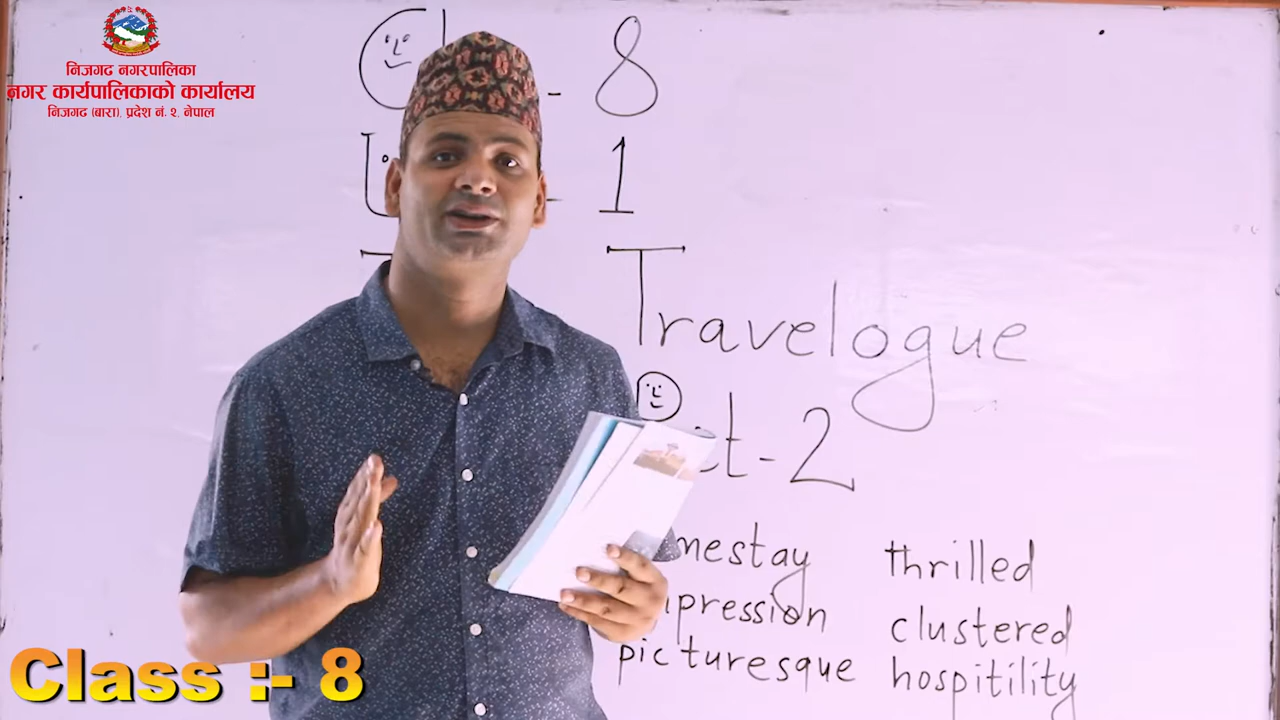 निजगढ नगरपालिका
नगर कार्यपालिकाको कार्यालय
निजगढ (बारा), प्रदेश नं. २, नेपाल
- 8
- 1
Travelogue
- 2
thrilled
clustered
picturesque hospitility
Class :- 8